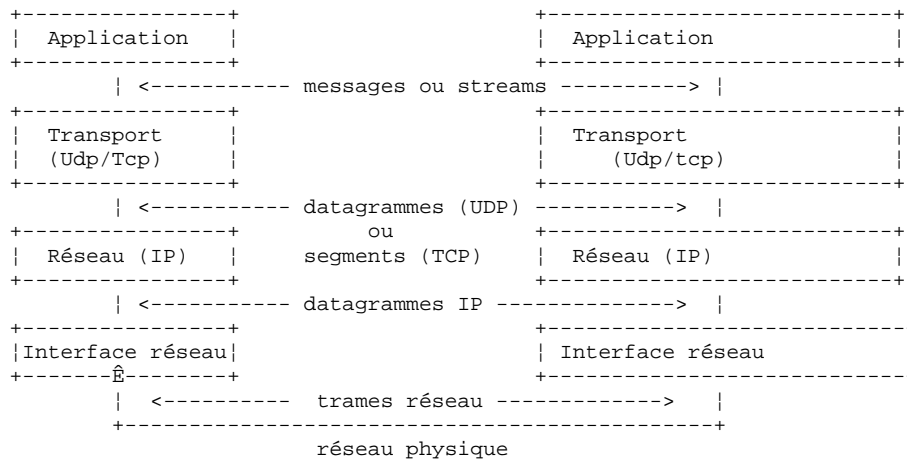 Application Application
<----------- messages ou streams ---------->
Transport Transport
(Udp/Tcp) (Udp/tcp)
<----------- datagrammes (UDP) ----------->
ou
Réseau (IP) segments (TCP) Réseau (IP)
<----------- datagrammes IP ------------->
Interface réseau Interface réseau
Ê
<---------- trames réseau ------------->
réseau physique